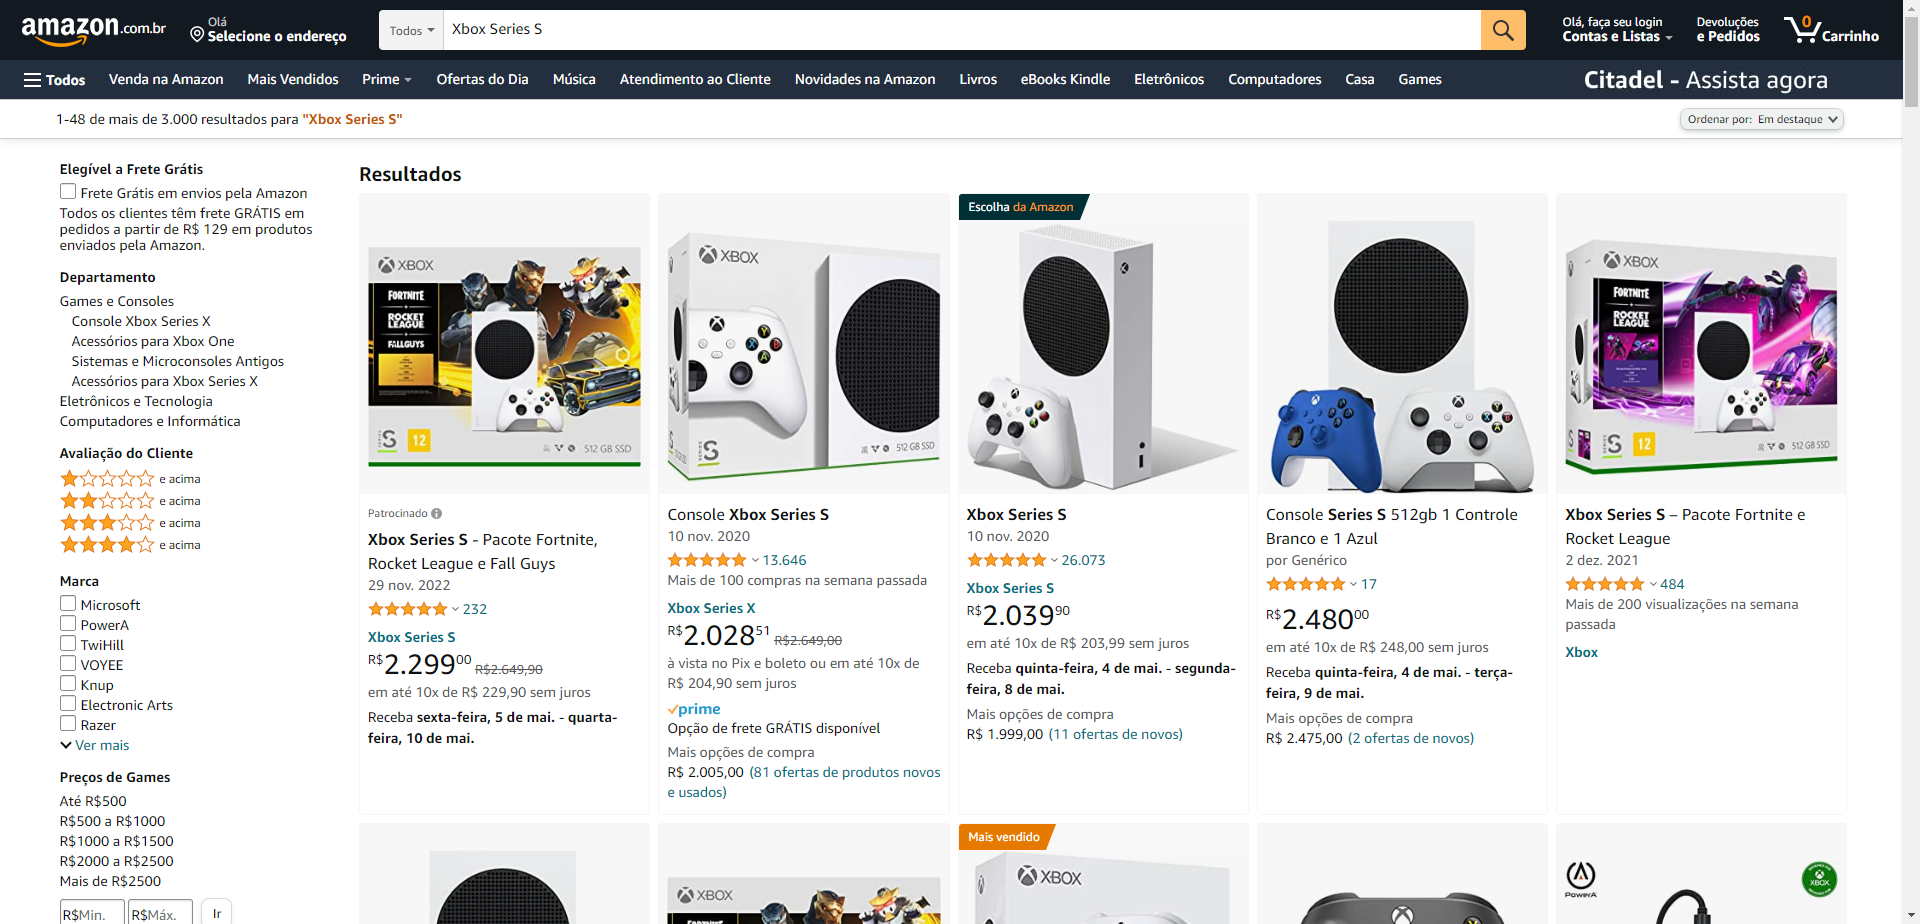 amazon.com.br
Olá
Selecione o endereço
Todos
Xbox Series S
Olá, faça seu login
Contas e Listas
Devoluções
e Pedidos
0
Carrinho
Todos
Venda na Amazon
Mais Vendidos
Prime
Ofertas do Dia
Música
Atendimento ao Cliente
Novidades na Amazon
Livros
eBooks Kindle
Eletrônicos
Computadores
Casa
Games
Citadel - Assista agora
1-48 de mais de 3.000 resultados para "Xbox Series S"
Ordenar por: Em destaque
Elegível a Frete Grátis
Frete Grátis em envios pela Amazon
Todos os clientes têm frete GRÁTIS em
pedidos a partir de R$ 129 em produtos
enviados pela Amazon.
Departamento
Games e Consoles
Console Xbox Series X
Acessórios para Xbox One
Sistemas e Microconsoles Antigos
Acessórios para Xbox Series X
Eletrônicos e Tecnologia
Computadores e Informática
Avaliação do Cliente
e acima
e acima
e acima
e acima
Marca
Microsoft
PowerA
TwiHill
VOYEE
Knup
Electronic Arts
Razer
Ver mais
Preços de Games
Até R$500
R$500 a R$1000
R$1000 a R$1500
R$2000 a R$2500
Mais de R$2500
R$Min.
R$Máx.
Ir
Resultados
XBOX
FORTNITE
ROCKET
LEAGUE
FALL GUYS
SERIES S
12
512 GB SSD
Patrocinado
Xbox Series S - Pacote Fortnite,
Rocket League e Fall Guys
29 nov. 2022
232
Xbox Series S
R$2.29900 R$2.649,90
em até 10x de R$ 229,90 sem juros
Receba sexta-feira, 5 de mai. - quarta-
feira, 10 de mai.
XBOX
Y
X
B
A
SERIES S
512 GB SSD
Console Xbox Series S
10 nov. 2020
13.646
Mais de 100 compras na semana passada
Xbox Series X
R$2.02851 R$2.649,00
à vista no Pix e boleto ou em até 10x de
R$ 204,90 sem juros
prime
Opção de frete GRÁTIS disponível
Mais opções de compra
R$ 2.005,00 (81 ofertas de produtos novos
e usados)
Escolha da Amazon
Xbox Series S
10 nov. 2020
26.073
Xbox Series S
R$2.03990
em até 10x de R$ 203,99 sem juros
Receba quinta-feira, 4 de mai. - segunda-
feira, 8 de mai.
Mais opções de compra
R$ 1.999,00 (11 ofertas de novos)
Console Series S 512gb 1 Controle
Branco e 1 Azul
por Genérico
17
R$2.48000
em até 10x de R$ 248,00 sem juros
Receba quinta-feira, 4 de mai. - terça-
feira, 9 de mai.
Mais opções de compra
R$ 2.475,00 (2 ofertas de novos)
XBOX
FORTNITE
ROCKET
LEAGUE
SERIES S
12
512 GB SSD
Xbox Series S – Pacote Fortnite e
Rocket League
2 dez. 2021
484
Mais de 200 visualizações na semana
passada
Xbox
XBOX
Mais vendido
XBOX
POWERA
XBOX